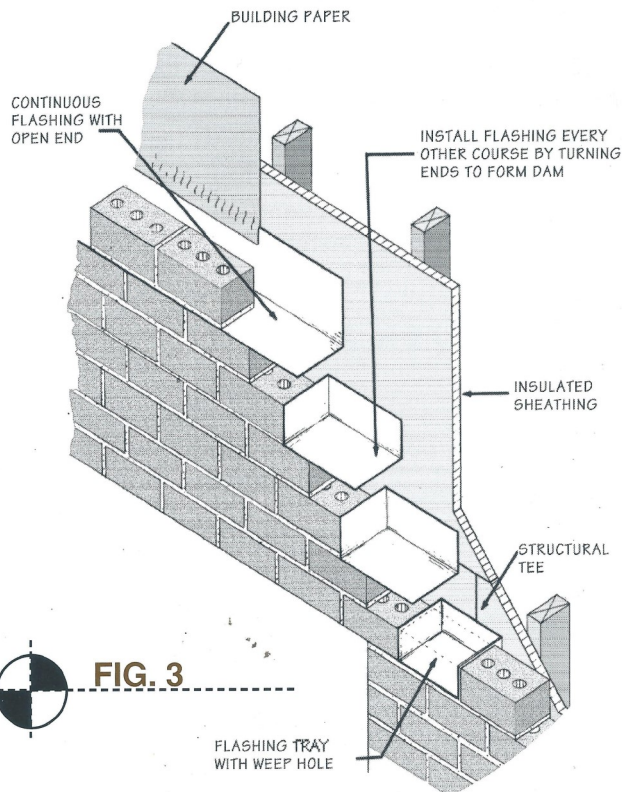 BUILDING PAPER
CONTINUOUS
FLASHING WITH
OPEN END
INSTALL FLASHING EVERY
OTHER COURSE BY TURNING
ENDS TO FORM DAM
INSULATED
SHEATHING
STRUCTURAL
TEE
FIG. 3
FLASHING TRAY
WITH WEEP HOLE